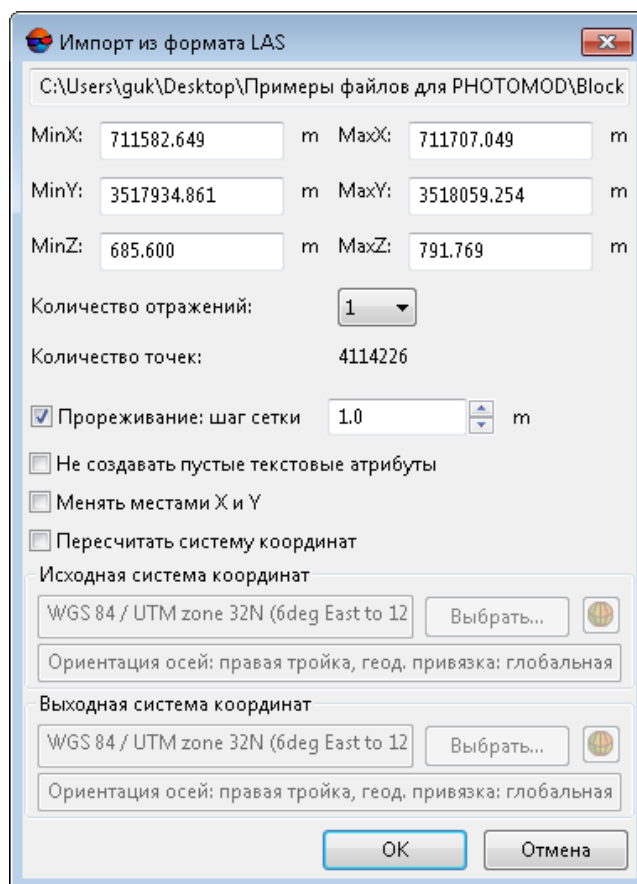 Импорт из формата LAS
C:\Users\guk\Desktop\Примеры файлов для PHOTOMOD\Block
MinX: 711582.649 m MaxX: 711707.049 m
MinY: 3517934.861 m MaxY: 3518059.254 m
MinZ: 685.600 m MaxZ: 791.769 m
Количество отражений: 1
Количество точек: 4114226
Прореживание: шаг сетки 1.0 m
Не создавать пустые текстовые атрибуты
Менять местами X и Y
Пересчитать систему координат
Исходная система координат
WGS 84 / UTM zone 32N (6deg East to 12 Выбрать...
Ориентация осей: правая тройка, геод. привязка: глобальная
Выходная система координат
WGS 84 / UTM zone 32N (6deg East to 12 Выбрать...
Ориентация осей: правая тройка, геод. привязка: глобальная
OK Отмена